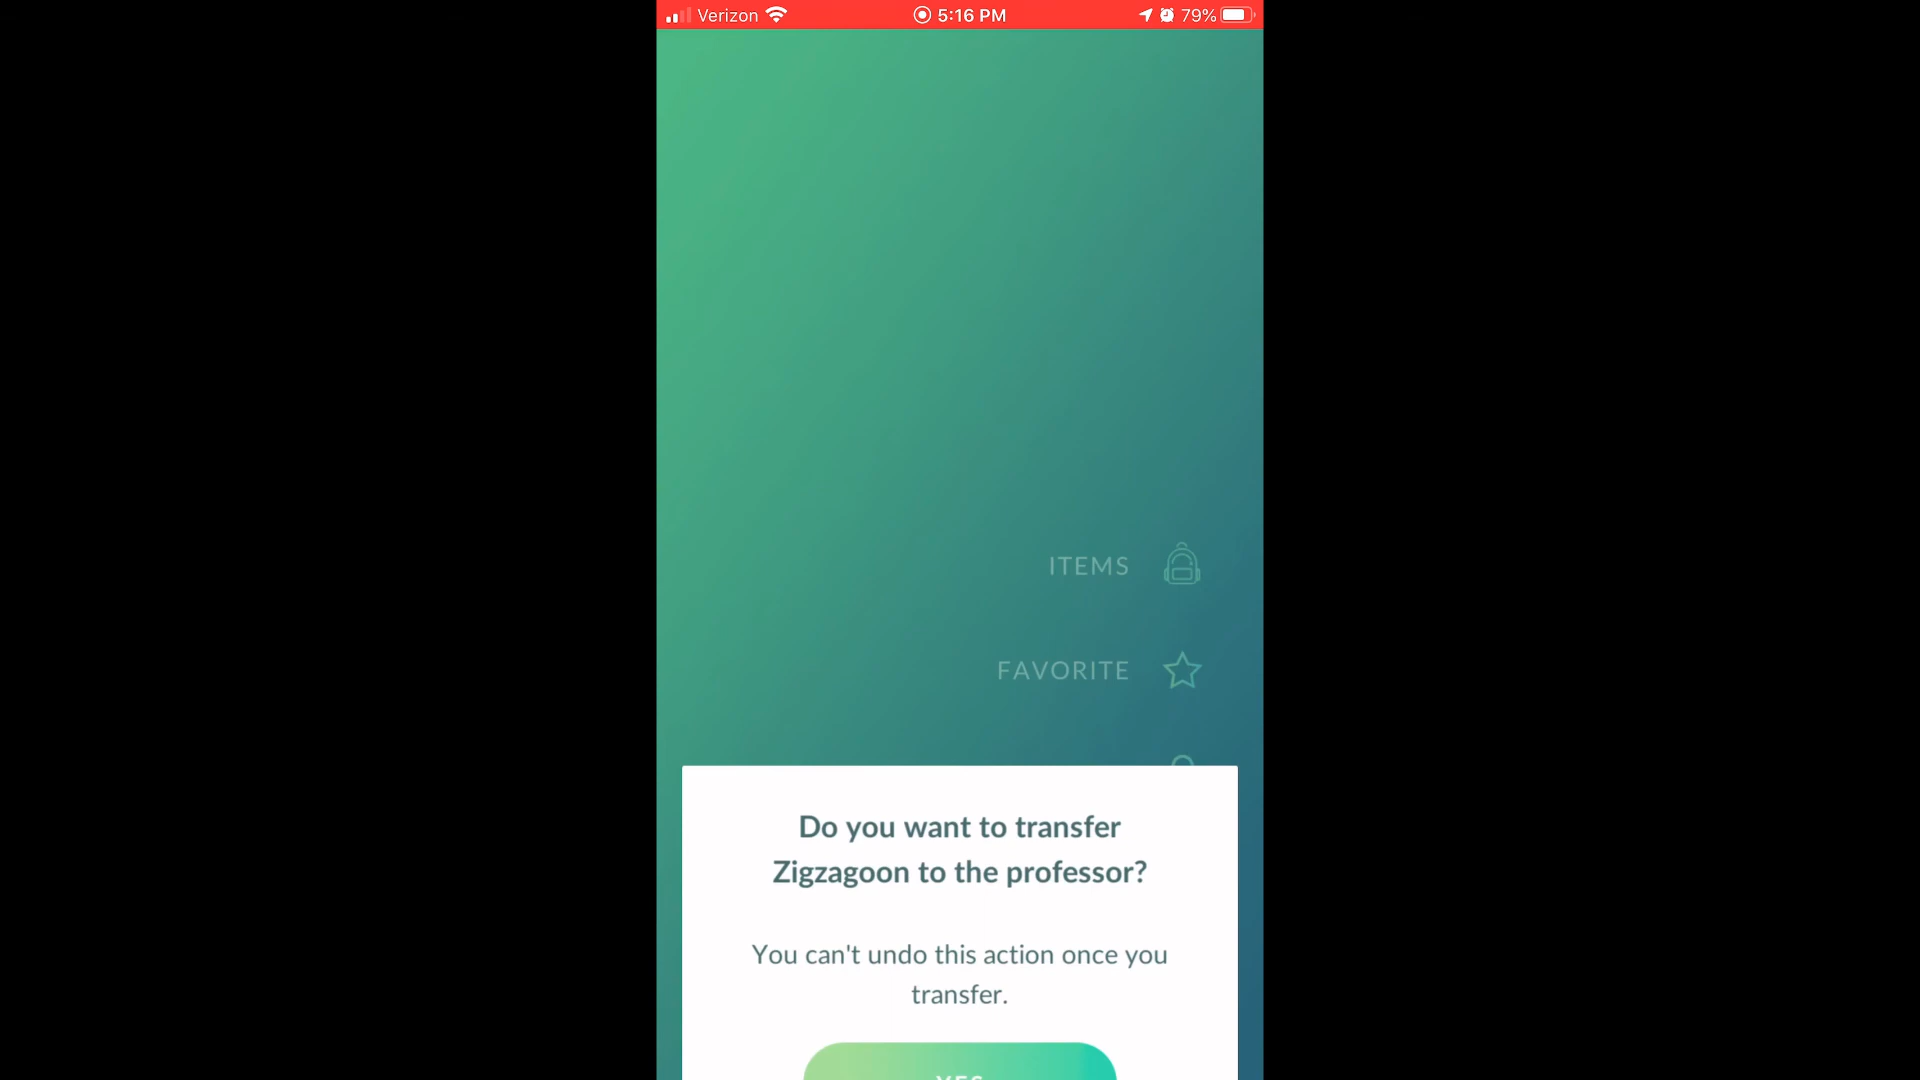 Verizon 5:16 PM 79%
ITEMS
FAVORITE
Do you want to transfer
Zigzagoon to the professor?
You can't undo this action once you
transfer.
YES